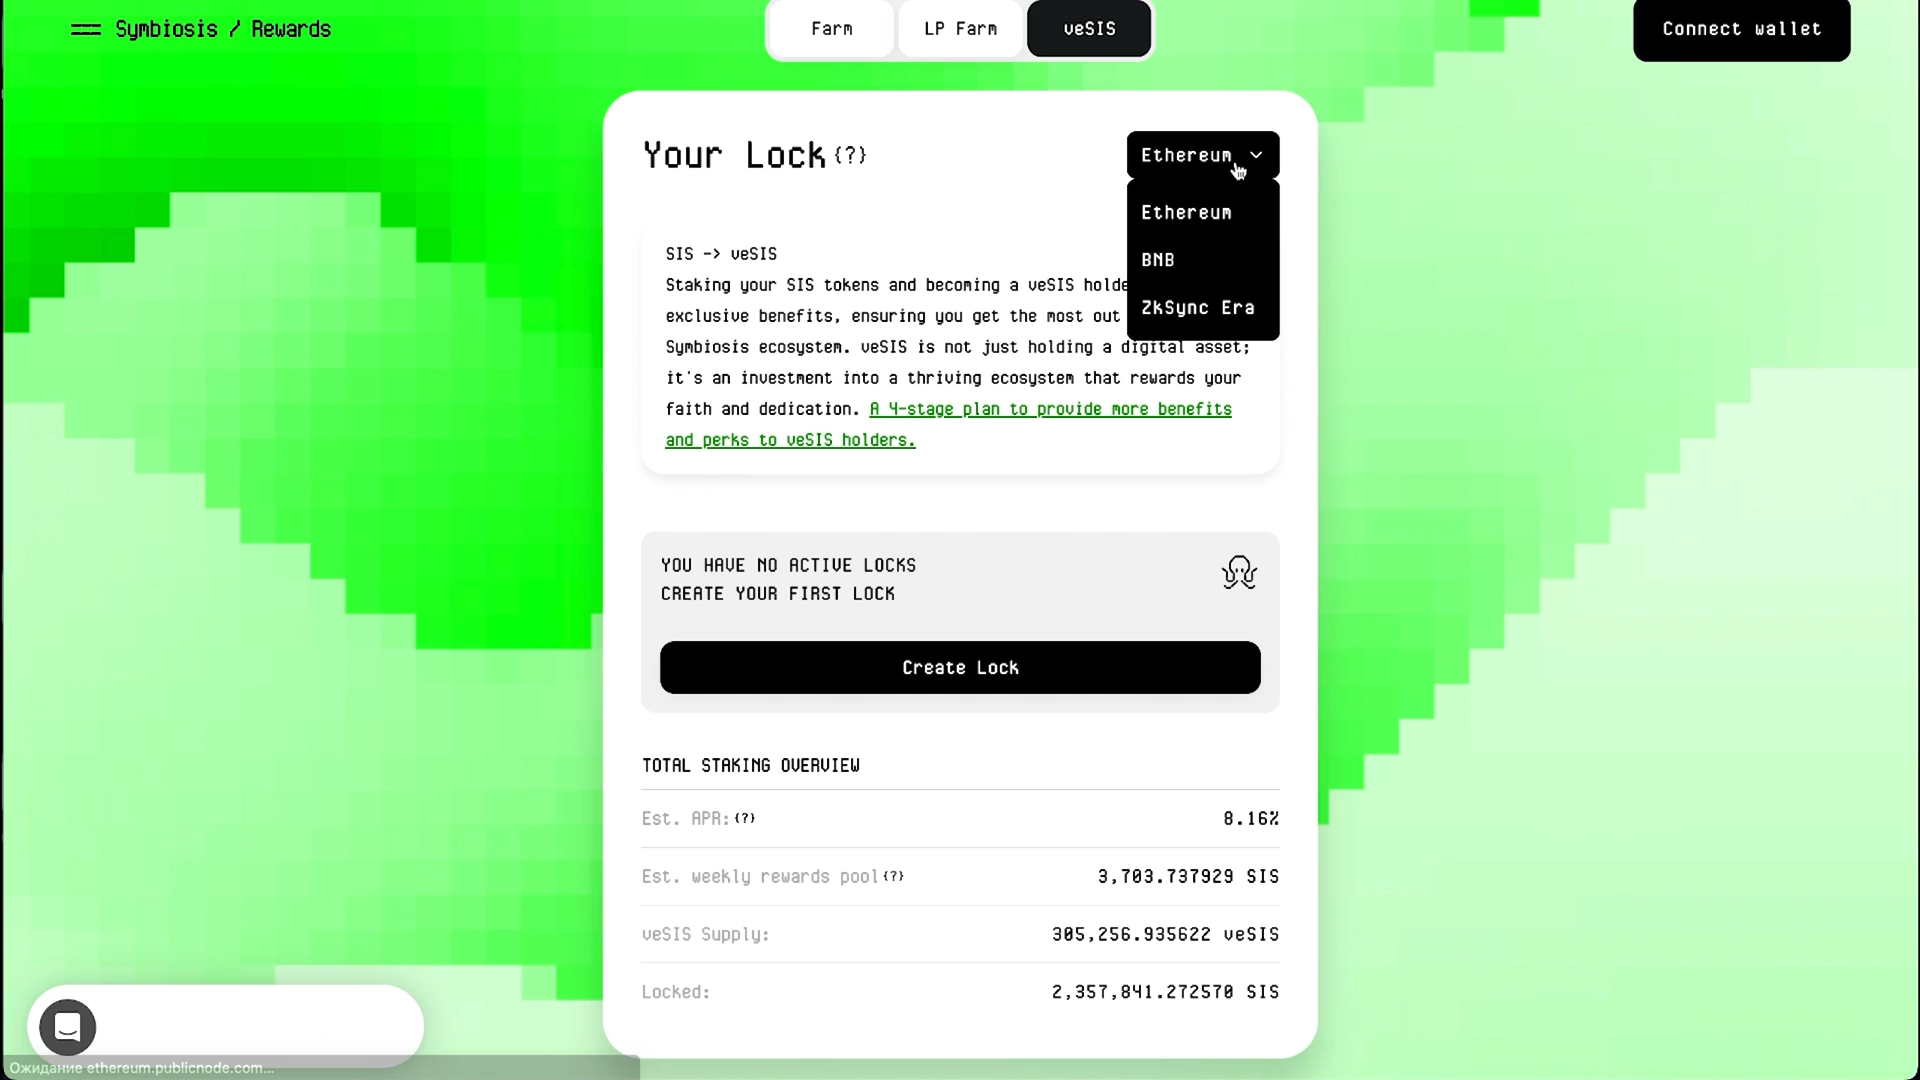 Symbiosis / Rewards
Farm
LP Farm
veSIS
Connect wallet
Your Lock{?}
Ethereum
Ethereum
BNB
ZkSync Era
SIS -> veSIS
Staking your SIS tokens and becoming a veSIS holde
exclusive benefits, ensuring you get the most out
Symbiosis ecosystem. veSIS is not just holding a digital asset;
it's an investment into a thriving ecosystem that rewards your
faith and dedication. A 4-stage plan to provide more benefits
and perks to veSIS holders.
YOU HAVE NO ACTIVE LOCKS
CREATE YOUR FIRST LOCK
Create Lock
TOTAL STAKING OVERVIEW
Est. APR:{?} 8.16%
Est. weekly rewards pool{?} 3,703.737929 SIS
veSIS Supply: 305,256.935622 veSIS
Locked: 2,357,841.272570 SIS
Ожидание ethereum.publicnode.com...